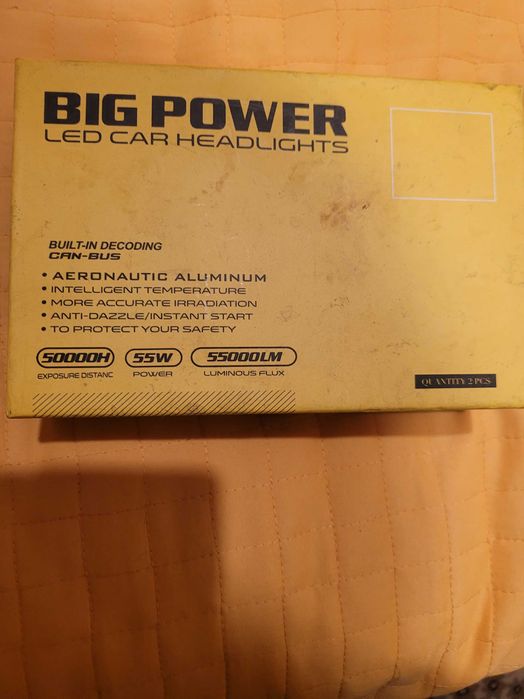 BIG POWER
LED CAR HEADLIGHTS
BUILT-IN DECODING
CAN-BUS
• AERONAUTIC ALUMINUM
• INTELLIGENT TEMPERATURE
• MORE ACCURATE IRRADIATION
• ANTI-DAZZLE/INSTANT START
• TO PROTECT YOUR SAFETY
50000H 55W 55000LM
EXPOSURE DISTANC POWER LUMINOUS FLUX
QUANTITY 2 PCS